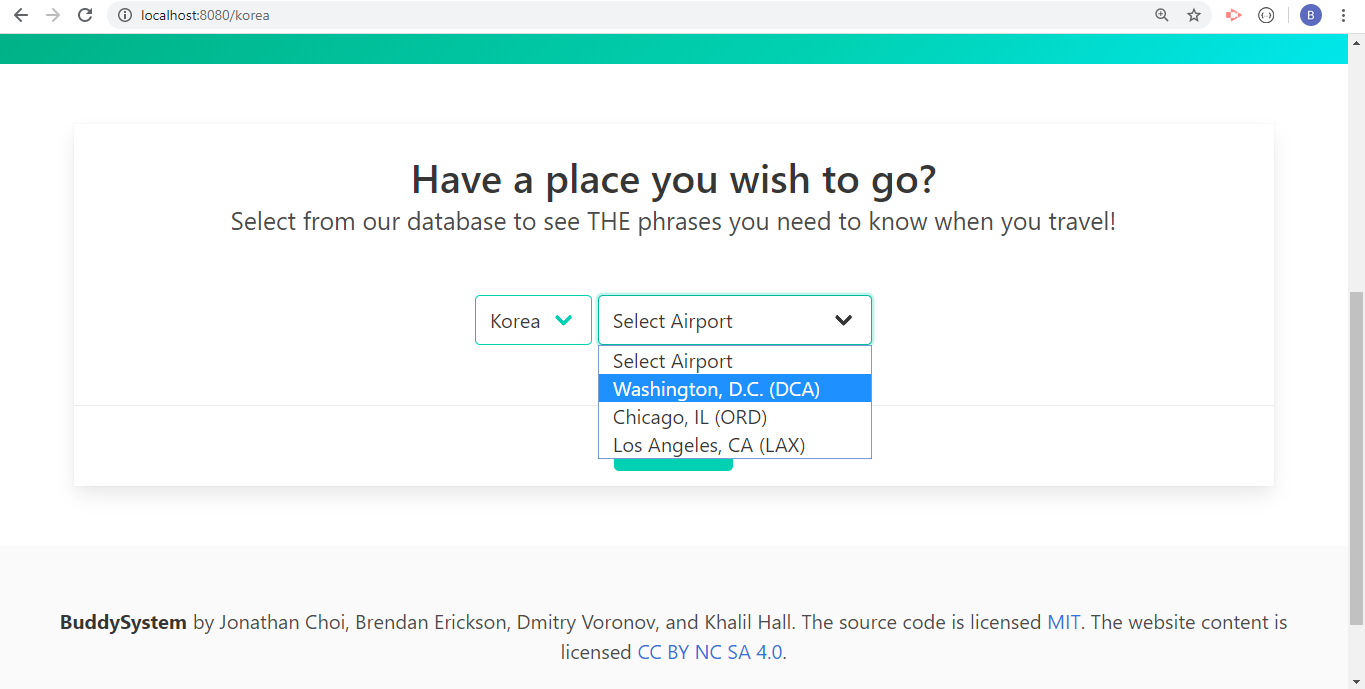 localhost:8080/korea
B
Have a place you wish to go?
Select from our database to see THE phrases you need to know when you travel!
Korea
Select Airport
Select Airport
Washington, D.C. (DCA)
Chicago, IL (ORD)
Los Angeles, CA (LAX)
BuddySystem by Jonathan Choi, Brendan Erickson, Dmitry Voronov, and Khalil Hall. The source code is licensed MIT. The website content is
licensed CC BY NC SA 4.0.